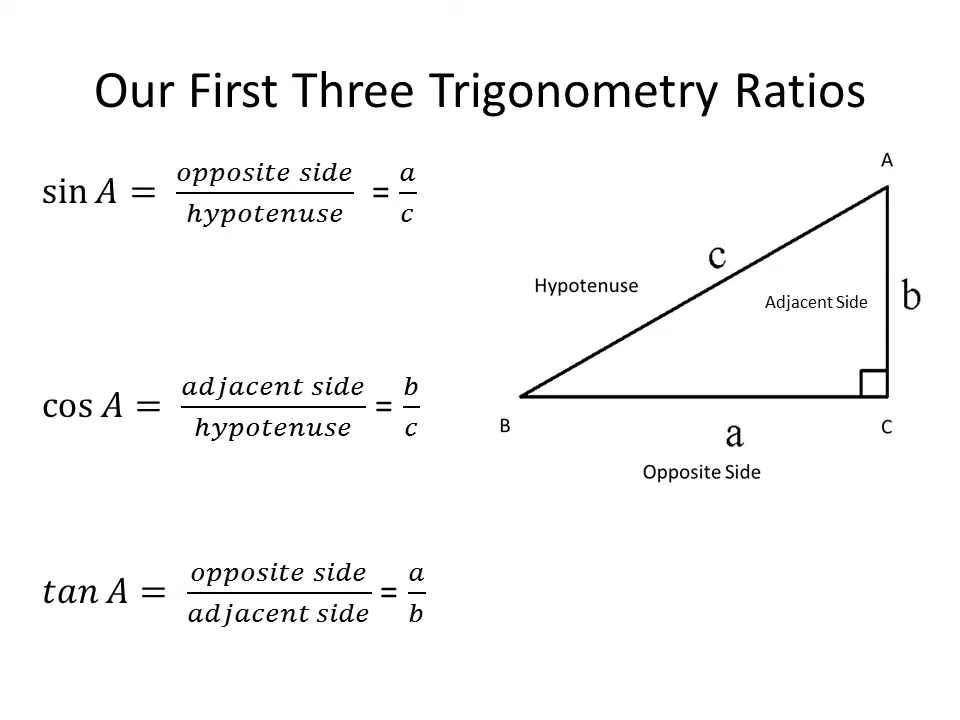 Our First Three Trigonometry Ratios
sin A = opposite side / hypotenuse = a / c
cos A = adjacent side / hypotenuse = b / c
tan A = opposite side / adjacent side = a / b
A
c
Hypotenuse
Adjacent Side
b
B
C
a
Opposite Side